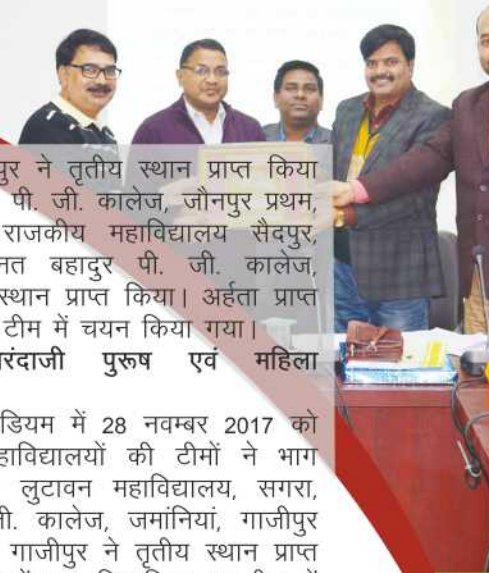 पुर ने तृतीय स्थान प्राप्त किया
पी. जी. कालेज, जौनपुर प्रथम,
राजकीय महाविद्यालय सैदपुर,
नत बहादुर पी. जी. कालेज,
स्थान प्राप्त किया। अर्हता प्राप्त
टीम में चयन किया गया।
रंदाजी पुरूष एवं महिला
डियम में 28 नवम्बर 2017 को
हाविद्यालयों की टीमों ने भाग
लुटावन महाविद्यालय, सगरा,
जी. कालेज, जमांनियां, गाजीपुर
गाजीपुर ने तृतीय स्थान प्राप्त